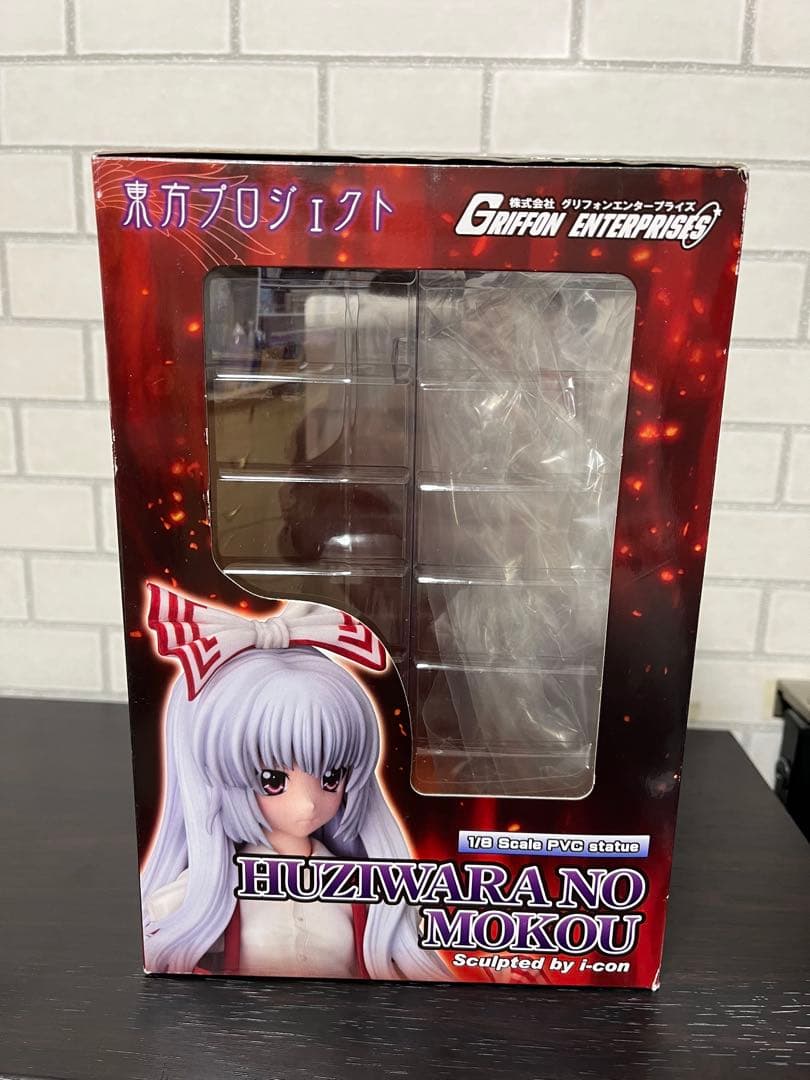 東方プロジェクト
株式会社 グリフォンエンタープライズ
GRIFFON ENTERPRISES
1/8 Scale PVC statue
HUZIWARA NO
MOKOU
Sculpted by i-con